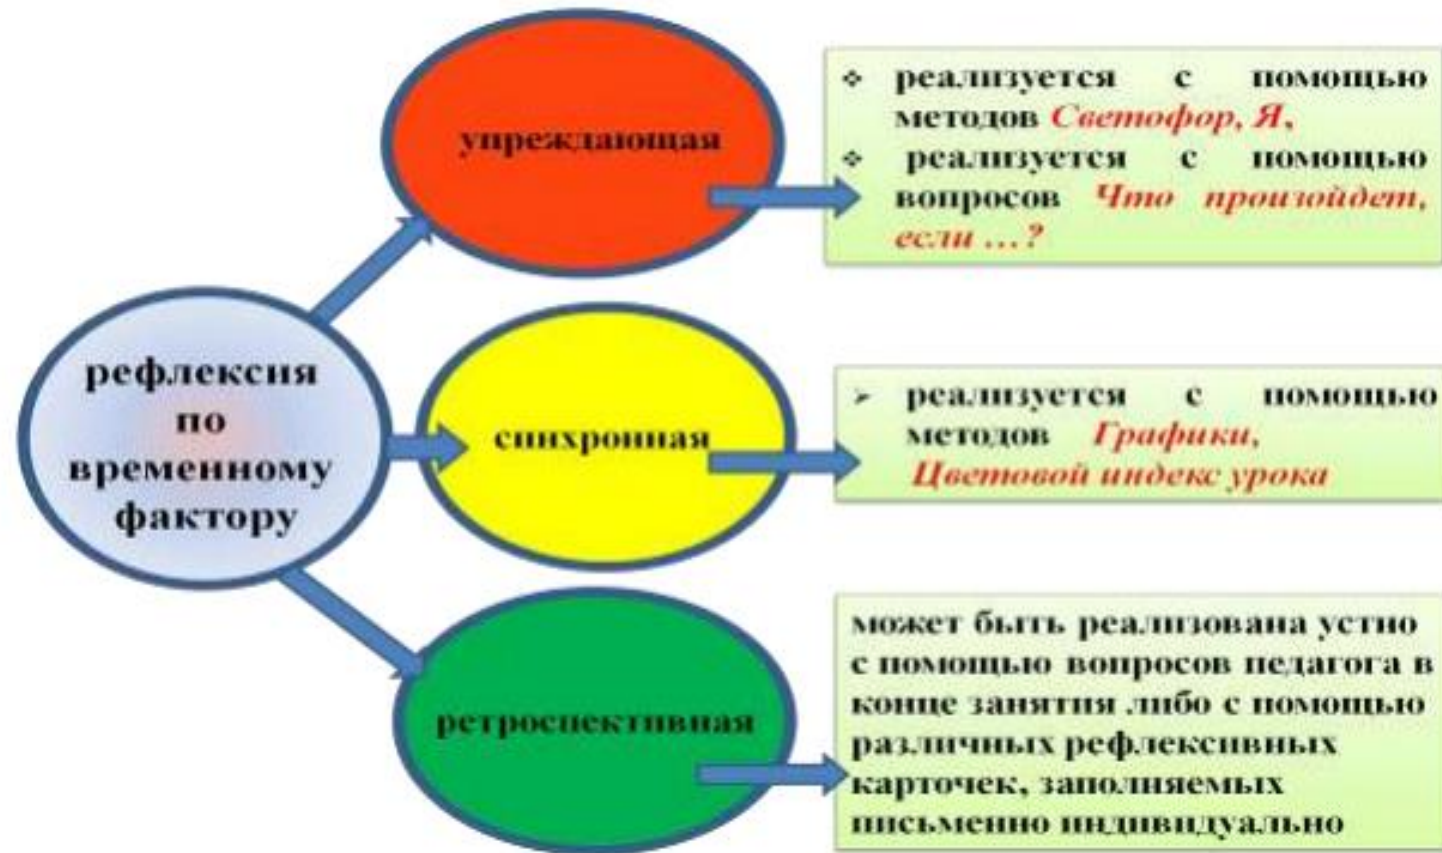 рефлексия
по
временному
фактору
упреждающая
❖ реализуется с помощью
методов Светофор, Я,
❖ реализуется с помощью
вопросов Что произойдет,
если ...?
синхронная
➢ реализуется с помощью
методов Графики,
Цветовой индекс урока
ретроспективная
может быть реализована устно
с помощью вопросов педагога в
конце занятия либо с помощью
различных рефлексивных
карточек, заполняемых
письменно индивидуально